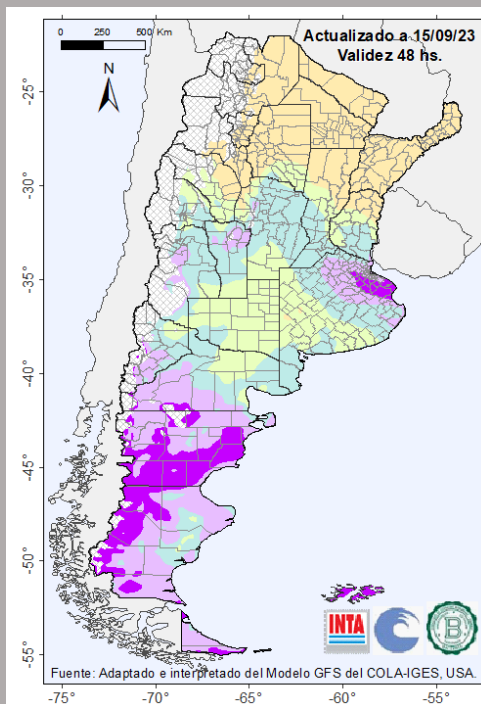 0 250 500 Km
Actualizado a 15/09/23
Validez 48 hs.
N
-25°
-30°
-35°
-40°
-45°
-50°
-55°
INTA
B
Fuente: Adaptado e interpretado del Modelo GFS del COLA-IGES, USA.
-75° -70° -65° -60° -55°